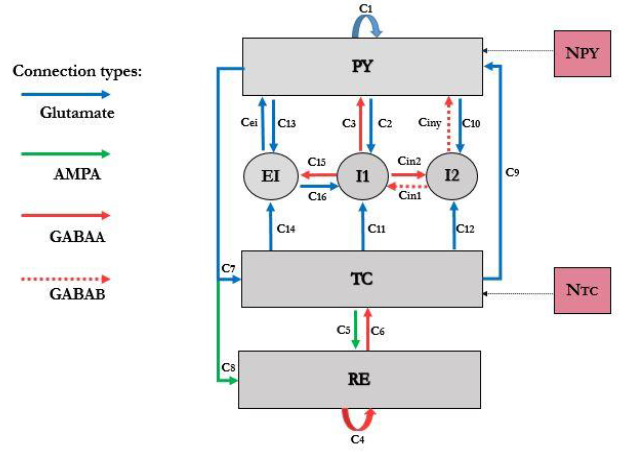 C1
PY
NPY
Connection types:
Glutamate
AMPA
GABAA
GABAB
Cei
C13
C3
C2
Ciny
C10
C9
EI
C15
C16
I1
Cin2
Cin1
I2
C14
C11
C12
C7
TC
NTC
C5
C6
C8
RE
C4